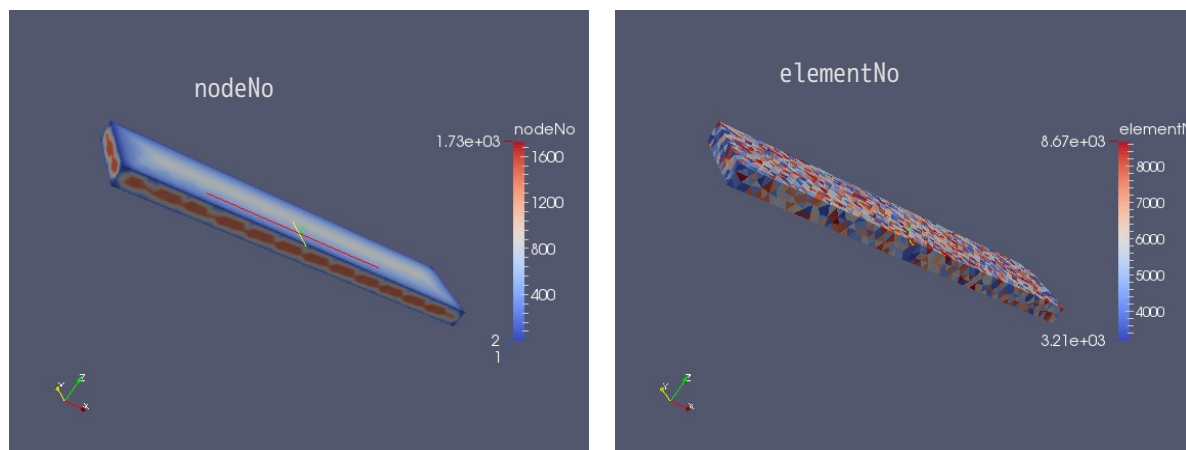 nodeNo
nodeNo
1.73e+03
1600
1200
800
400
2
1
Z
Y
X
elementNo
elementN
8.67e+03
8000
7000
6000
5000
4000
3.21e+03
Z
Y
X